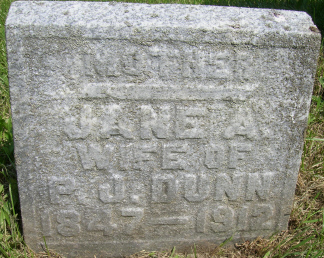 MOTHER
JANE A.
WIFE OF
P. J. DUNN
1847 — 1912